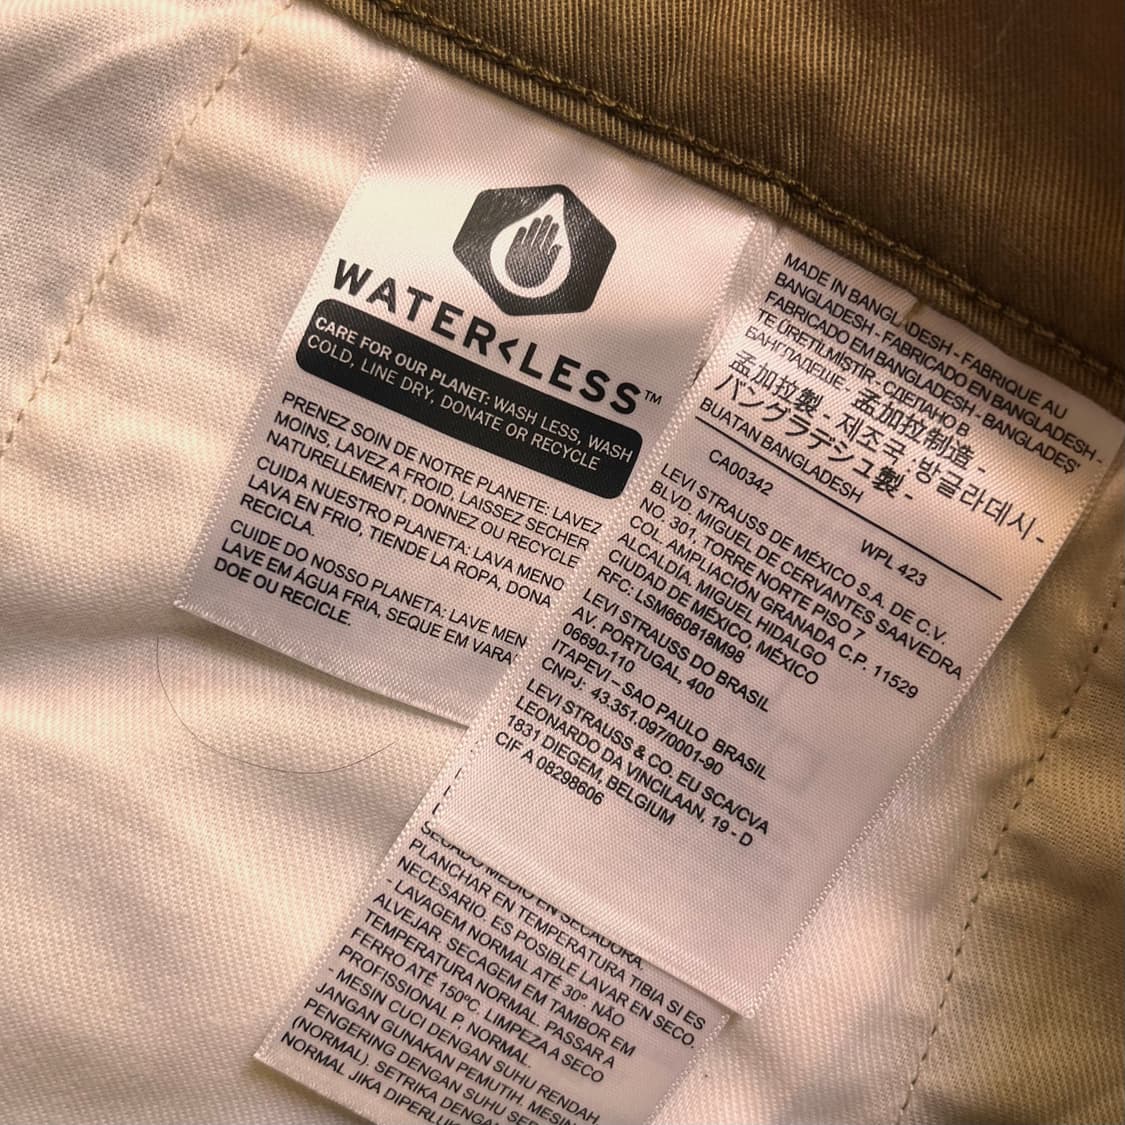 WATER<LESS™
CARE FOR OUR PLANET: WASH LESS, WASH
COLD, LINE DRY, DONATE OR RECYCLE
PRENEZ SOIN DE NOTRE PLANETE: LAVEZ
MOINS, LAVEZ A FROID, LAISSEZ SECHER
NATURELLEMENT, DONNEZ OU RECYCLE
CUIDA NUESTRO PLANETA: LAVA MENO
LAVA EN FRIO, TIENDE LA ROPA, DONA
RECICLA.
CUIDE DO NOSSO PLANETA: LAVE MEN
LAVE EM ÁGUA FRIA, SEQUE EM VARA
DOE OU RECICLE.
MADE IN BANGLADESH - FABRIQUE AU
BANGLADESH - FABRICADO EN BANGLADESH -
FABRICADO EM BANGLADESH - BANGLADES'
TE ÜRETILMIŞTIR - СДЕЛАНО В
БАНГЛАДЕШЕ,
孟加拉製 - 孟加拉制造 -
バングラデシュ製 - 제조국, 방글라데시 -
BUATAN BANGLADESH
CA00342 WPL 423
LEVI STRAUSS DE MÉXICO S.A. DE C.V.
BLVD. MIGUEL DE CERVANTES SAAVEDRA
NO. 301, TORRE NORTE PISO 7
COL. AMPLIACIÓN GRANADA C.P. 11529
ALCALDÍA. MIGUEL HIDALGO
CIUDAD DE MÉXICO, MÉXICO
RFC: LSM660818M98
LEVI STRAUSS DO BRASIL
AV. PORTUGAL, 400
06690-110
ITAPEVI – SAO PAULO BRASIL
CNPJ: 43.351.097/0001-90
LEVI STRAUSS & CO. EU SCA/CVA
LEONARDO DA VINCILAAN, 19 - D
1831 DIEGEM, BELGIUM
CIF A 08298606
SECADO MEDIO EN SECADORA.
PLANCHAR EN TEMPERATURA TIBIA SI ES
NECESARIO. ES POSIBLE LAVAR EN SECO.
- LAVAGEM NORMAL ATÉ 30º. NÃO
ALVEJAR. SECAGEM EM TAMBOR EM
TEMPERATURA NORMAL. PASSAR A
FERRO ATÉ 150ºC. LIMPEZA A SECO
PROFISSIONAL P, NORMAL.
- MESIN CUCI DENGAN SUHU RENDAH
JANGAN GUNAKAN PEMUTIH. MESIN
PENGERING DENGAN SUHU
(NORMAL). SETRIKA DENGAN
NORMAL JIKA